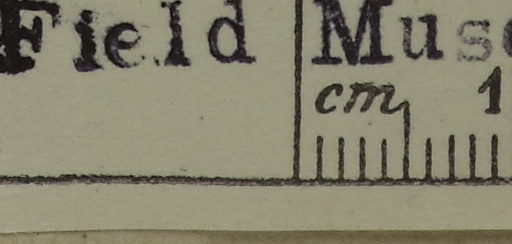 Field Mus
cm 1